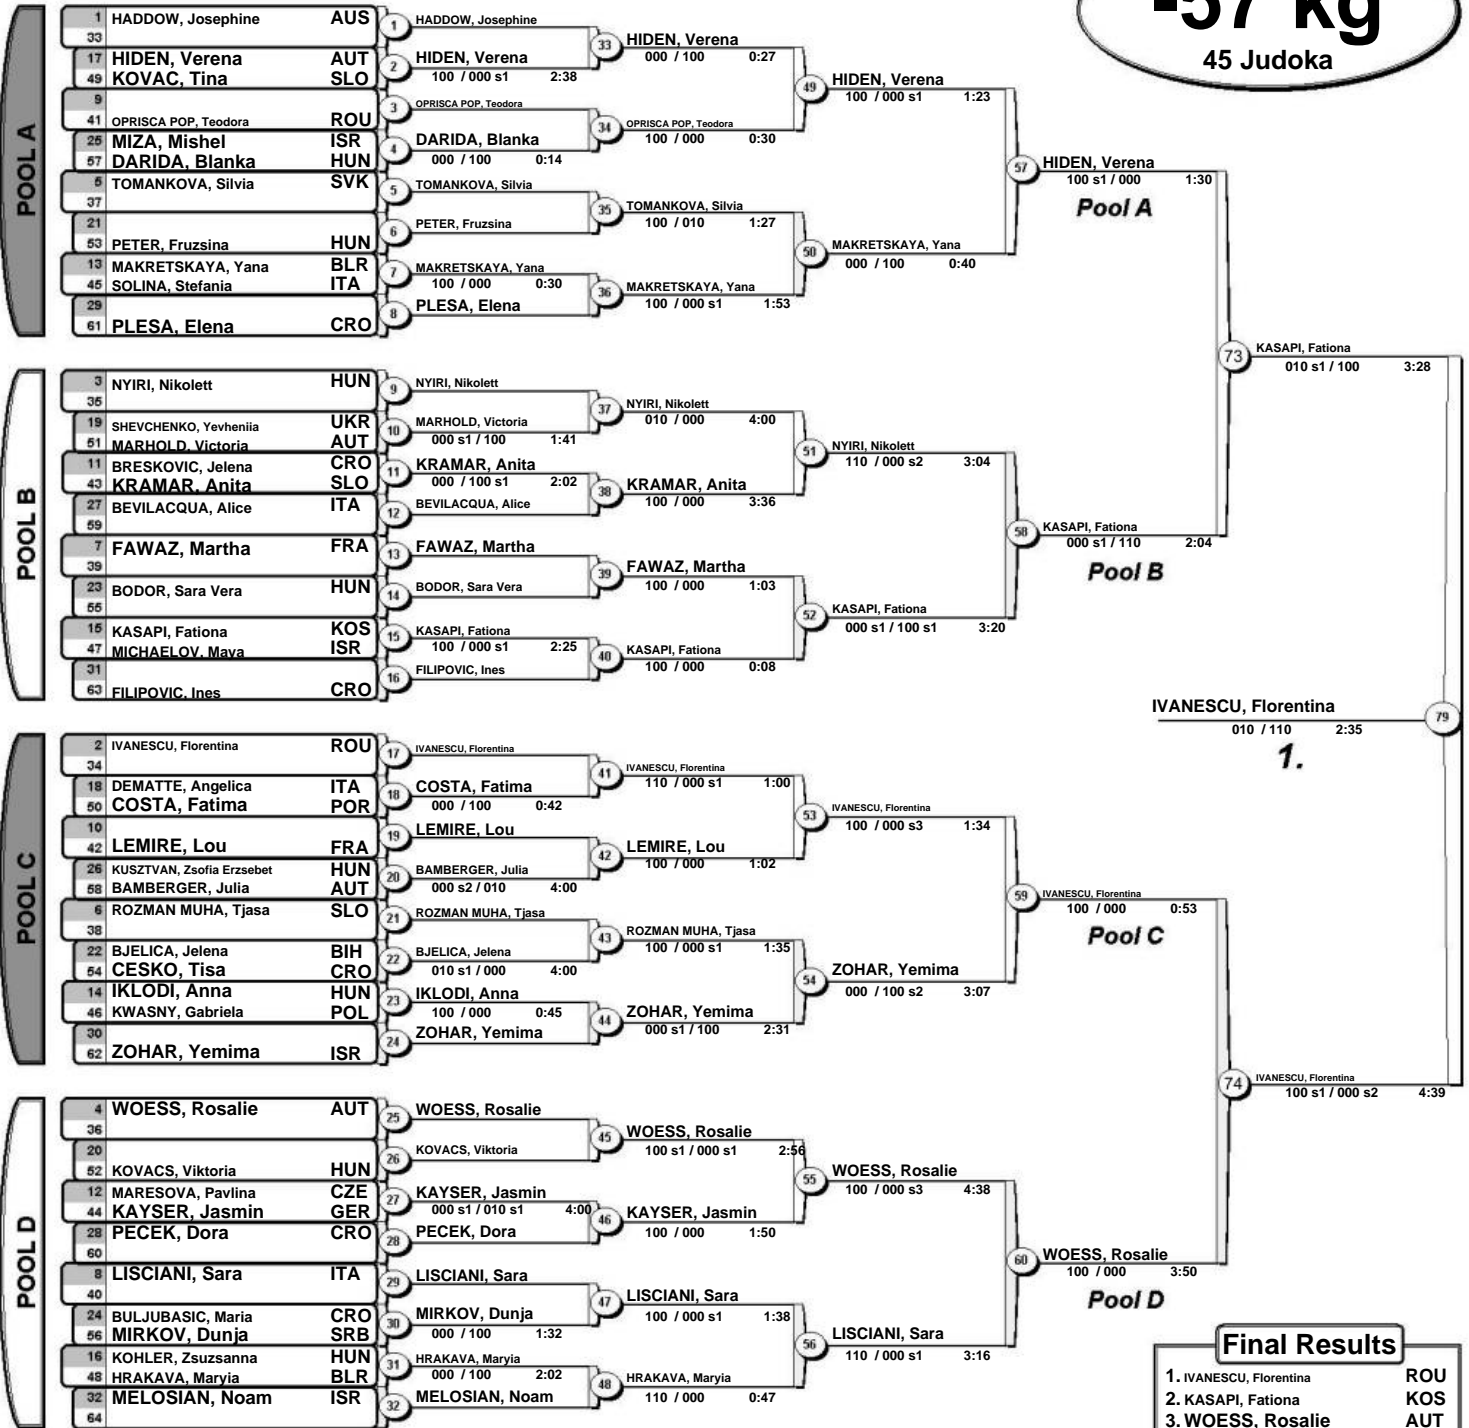 -57 kg
45 Judoka
POOL A
1 HADDOW, Josephine AUS
33
17 HIDEN, Verena AUT
49 KOVAC, Tina SLO
9
41 OPRISCA POP, Teodora ROU
25 MIZA, Mishel ISR
57 DARIDA, Blanka HUN
5 TOMANKOVA, Silvia SVK
37
21
53 PETER, Fruzsina HUN
13 MAKRETSKAYA, Yana BLR
45 SOLINA, Stefania ITA
29
61 PLESA, Elena CRO
1 HADDOW, Josephine
2 HIDEN, Verena
100 / 000 s1 2:38
3 OPRISCA POP, Teodora
4 DARIDA, Blanka
000 / 100 0:14
5 TOMANKOVA, Silvia
6 PETER, Fruzsina
7 MAKRETSKAYA, Yana
100 / 000 0:30
8 PLESA, Elena
33 HIDEN, Verena
000 / 100 0:27
34 OPRISCA POP, Teodora
100 / 000 0:30
35 TOMANKOVA, Silvia
100 / 010 1:27
36 MAKRETSKAYA, Yana
100 / 000 s1 1:53
49 HIDEN, Verena
100 / 000 s1 1:23
50 MAKRETSKAYA, Yana
000 / 100 0:40
57 HIDEN, Verena
100 s1 / 000 1:30
Pool A
POOL B
3 NYIRI, Nikolett HUN
35
19 SHEVCHENKO, Yevheniia UKR
51 MARHOLD, Victoria AUT
11 BRESKOVIC, Jelena CRO
43 KRAMAR, Anita SLO
27 BEVILACQUA, Alice ITA
59
7 FAWAZ, Martha FRA
39
23 BODOR, Sara Vera HUN
55
15 KASAPI, Fationa KOS
47 MICHAELOV, Maya ISR
31
63 FILIPOVIC, Ines CRO
9 NYIRI, Nikolett
10 MARHOLD, Victoria
000 s1 / 100 1:41
11 KRAMAR, Anita
000 / 100 s1 2:02
12 BEVILACQUA, Alice
13 FAWAZ, Martha
14 BODOR, Sara Vera
15 KASAPI, Fationa
100 / 000 s1 2:25
16 FILIPOVIC, Ines
37 NYIRI, Nikolett
010 / 000 4:00
38 KRAMAR, Anita
100 / 000 3:36
39 FAWAZ, Martha
100 / 000 1:03
40 KASAPI, Fationa
100 / 000 0:08
51 NYIRI, Nikolett
110 / 000 s2 3:04
52 KASAPI, Fationa
000 s1 / 100 s1 3:20
58 KASAPI, Fationa
000 s1 / 110 2:04
Pool B
73 KASAPI, Fationa
010 s1 / 100 3:28
IVANESCU, Florentina 79
010 / 110 2:35
1.
POOL C
2 IVANESCU, Florentina ROU
34
18 DEMATTE, Angelica ITA
50 COSTA, Fatima POR
10
42 LEMIRE, Lou FRA
26 KUSZTVAN, Zsofia Erzsebet HUN
58 BAMBERGER, Julia AUT
6 ROZMAN MUHA, Tjasa SLO
38
22 BJELICA, Jelena BIH
54 CESKO, Tisa CRO
14 IKLODI, Anna HUN
46 KWASNY, Gabriela POL
30
62 ZOHAR, Yemima ISR
17 IVANESCU, Florentina
18 COSTA, Fatima
000 / 100 0:42
19 LEMIRE, Lou
20 BAMBERGER, Julia
000 s2 / 010 4:00
21 ROZMAN MUHA, Tjasa
22 BJELICA, Jelena
010 s1 / 000 4:00
23 IKLODI, Anna
100 / 000 0:45
24 ZOHAR, Yemima
41 IVANESCU, Florentina
110 / 000 s1 1:00
42 LEMIRE, Lou
100 / 000 1:02
43 ROZMAN MUHA, Tjasa
100 / 000 s1 1:35
44 ZOHAR, Yemima
000 s1 / 100 2:31
53 IVANESCU, Florentina
100 / 000 s3 1:34
54 ZOHAR, Yemima
000 / 100 s2 3:07
59 IVANESCU, Florentina
100 / 000 0:53
Pool C
POOL D
4 WOESS, Rosalie AUT
36
20
52 KOVACS, Viktoria HUN
12 MARESOVA, Pavlina CZE
44 KAYSER, Jasmin GER
28 PECEK, Dora CRO
60
8 LISCIANI, Sara ITA
40
24 BULJUBASIC, Maria CRO
56 MIRKOV, Dunja SRB
16 KOHLER, Zsuzsanna HUN
48 HRAKAVA, Maryia BLR
32 MELOSIAN, Noam ISR
64
25 WOESS, Rosalie
26 KOVACS, Viktoria
27 KAYSER, Jasmin
000 s1 / 010 s1 4:00
28 PECEK, Dora
29 LISCIANI, Sara
30 MIRKOV, Dunja
000 / 100 1:32
31 HRAKAVA, Maryia
000 / 100 2:02
32 MELOSIAN, Noam
45 WOESS, Rosalie
100 s1 / 000 s1 2:56
46 KAYSER, Jasmin
100 / 000 1:50
47 LISCIANI, Sara
100 / 000 s1 1:38
48 HRAKAVA, Maryia
110 / 000 0:47
55 WOESS, Rosalie
100 / 000 s3 4:38
56 LISCIANI, Sara
110 / 000 s1 3:16
60 WOESS, Rosalie
100 / 000 3:50
Pool D
74 IVANESCU, Florentina
100 s1 / 000 s2 4:39
Final Results
1. IVANESCU, Florentina ROU
2. KASAPI, Fationa KOS
3. WOESS, Rosalie AUT